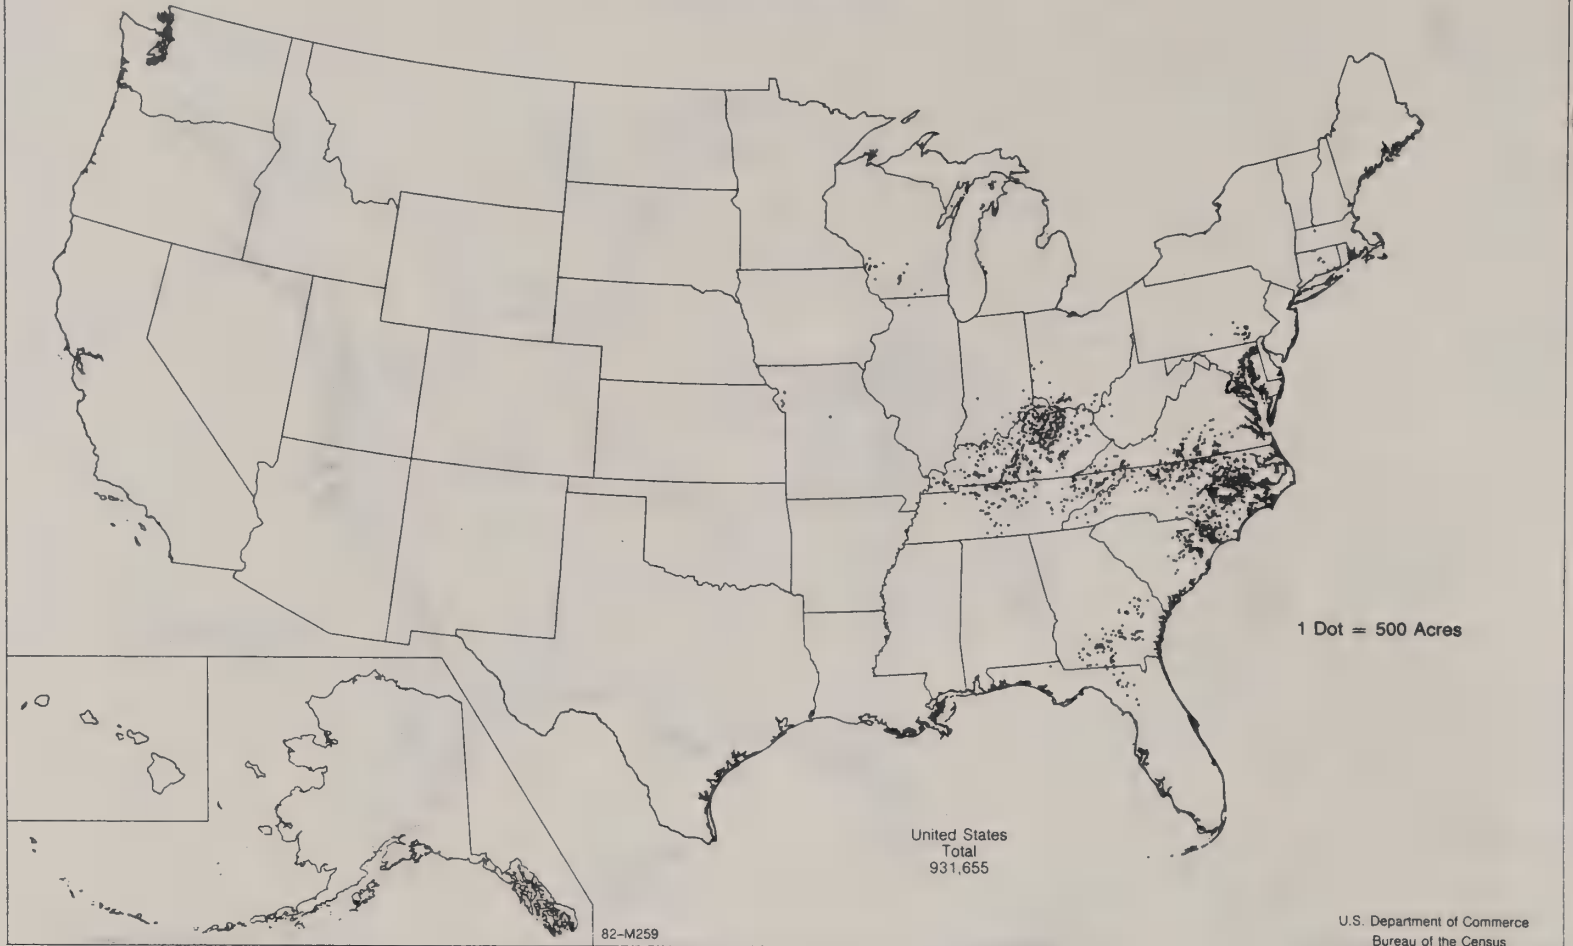 1 Dot = 500 Acres
United States
Total
931,655
82-M259
U.S. Department of Commerce
Bureau of the Census